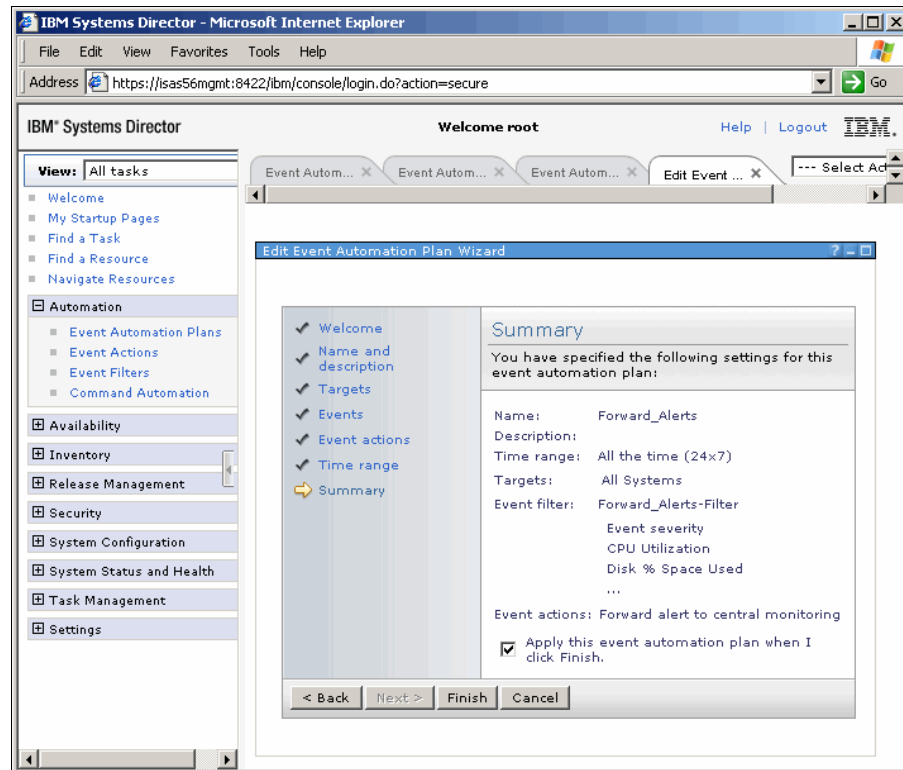 IBM Systems Director - Microsoft Internet Explorer
File Edit View Favorites Tools Help
Address https://isas56mgmt:8422/ibm/console/login.do?action=secure Go
IBM® Systems Director Welcome root Help | Logout IBM.
View: All tasks
Event Autom... Event Autom... Event Autom... Edit Event ... --- Select Act
Welcome
My Startup Pages
Find a Task
Find a Resource
Navigate Resources
Automation
Event Automation Plans
Event Actions
Event Filters
Command Automation
Availability
Inventory
Release Management
Security
System Configuration
System Status and Health
Task Management
Settings
Edit Event Automation Plan Wizard
Welcome
Name and
description
Targets
Events
Event actions
Time range
Summary
Summary
You have specified the following settings for this
event automation plan:
Name: Forward_Alerts
Description:
Time range: All the time (24x7)
Targets: All Systems
Event filter: Forward_Alerts-Filter
Event severity
CPU Utilization
Disk % Space Used
...
Event actions: Forward alert to central monitoring
Apply this event automation plan when I
click Finish.
< Back Next > Finish Cancel